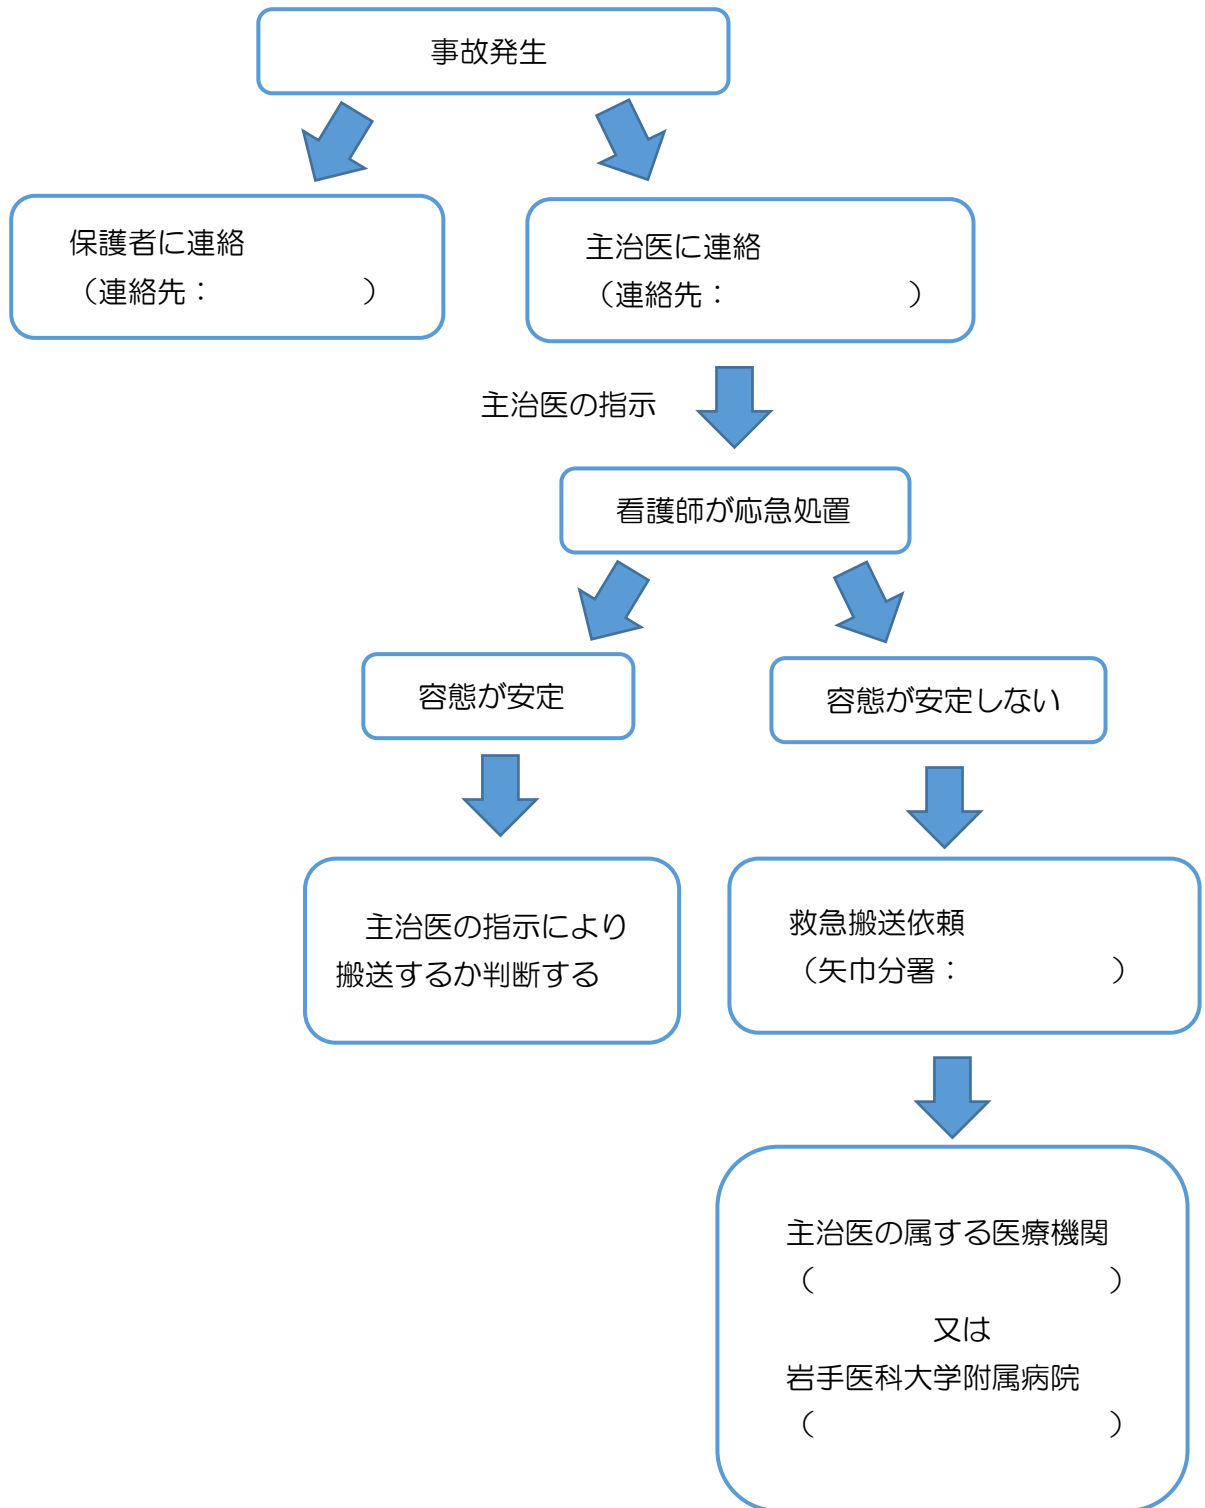 事故発生
保護者に連絡
（連絡先：　　　　　）
主治医に連絡
（連絡先：　　　　　　）
主治医の指示
看護師が応急処置
容態が安定
容態が安定しない
主治医の指示により
搬送するか判断する
救急搬送依頼
（矢巾分署：　　　　　）
主治医の属する医療機関
（　　　　　　　　　　）
又は
岩手医科大学附属病院
（　　　　　　　　　　）